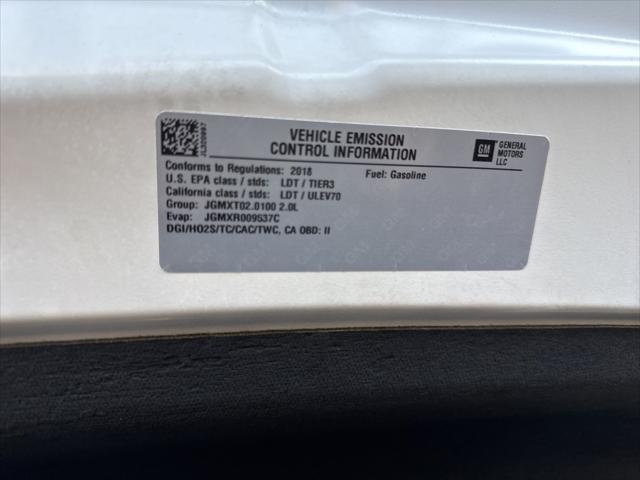 VEHICLE EMISSION
CONTROL INFORMATION
GM
GENERAL
MOTORS
LLC
Conforms to Regulations: 2018
Fuel: Gasoline
U.S. EPA class / stds: LDT / TIER3
California class / stds: LDT / ULEV70
Group: JGMXT02.0100 2.0L
Evap: JGMXR009537C
DGI/HO2S/TC/CAC/TWC, CA OBD: II